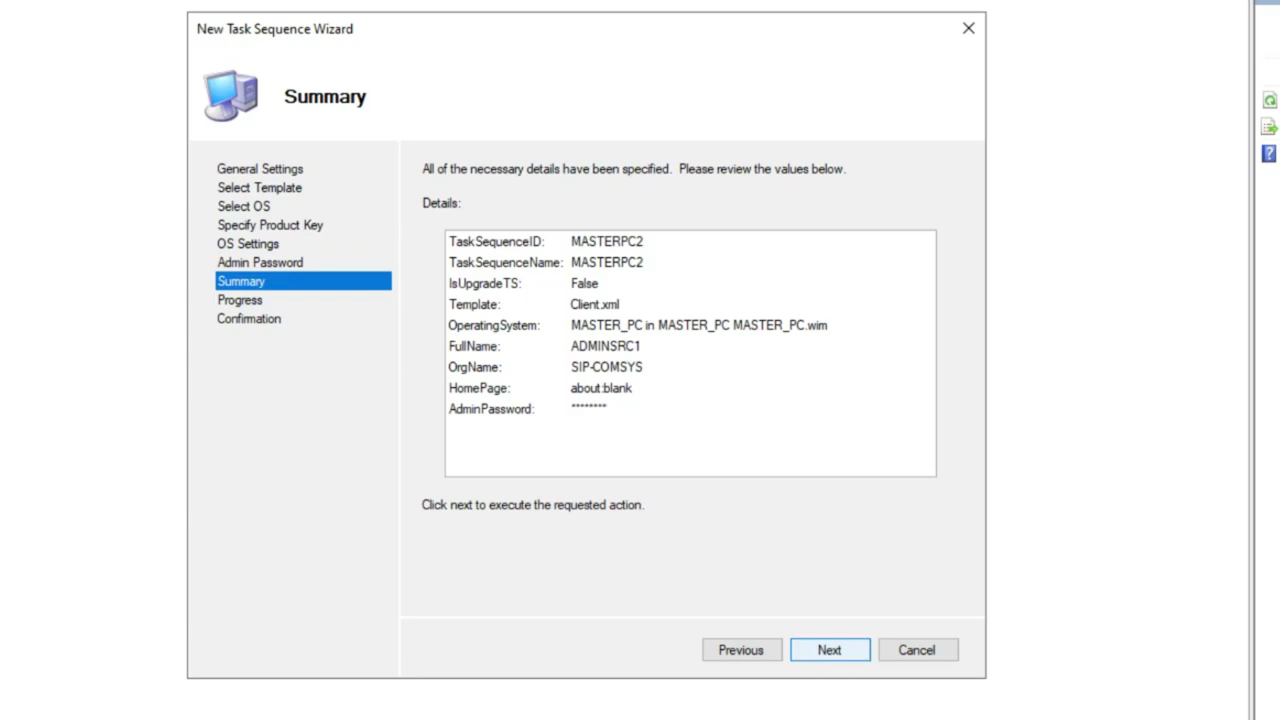 New Task Sequence Wizard
Summary
General Settings
Select Template
Select OS
Specify Product Key
OS Settings
Admin Password
Summary
Progress
Confirmation
All of the necessary details have been specified. Please review the values below.
Details:
TaskSequenceID: MASTERPC2
TaskSequenceName: MASTERPC2
IsUpgradeTS: False
Template: Client.xml
OperatingSystem: MASTER_PC in MASTER_PC MASTER_PC.wim
FullName: ADMINSRC1
OrgName: SIP-COMSYS
HomePage: about:blank
AdminPassword: ********
Click next to execute the requested action.
Previous Next Cancel